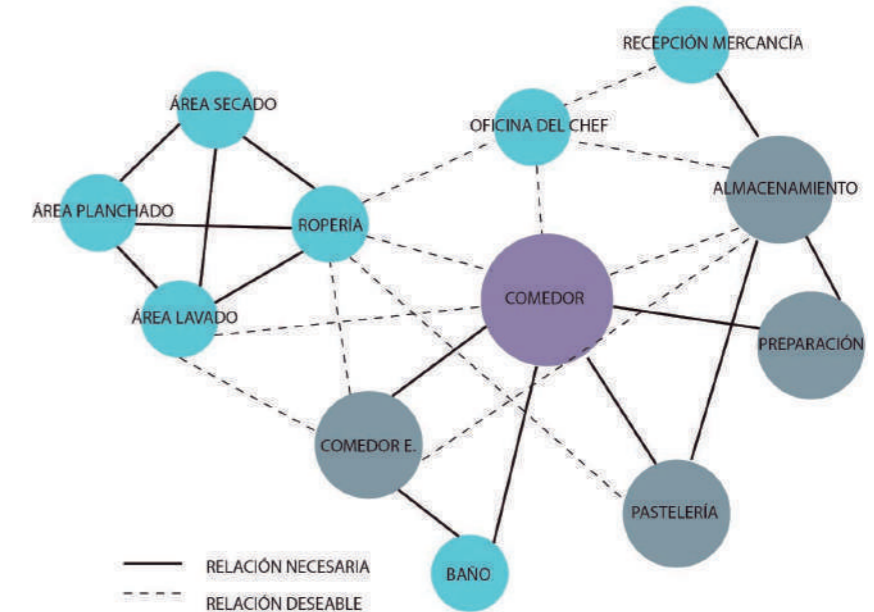 RECEPCIÓN MERCANCÍA
ÁREA SECADO
OFICINA DEL CHEF
ALMACENAMIENTO
ÁREA PLANCHADO
ROPERÍA
COMEDOR
ÁREA LAVADO
PREPARACIÓN
COMEDOR E.
PASTELERÍA
BAÑO
RELACIÓN NECESARIA
RELACIÓN DESEABLE